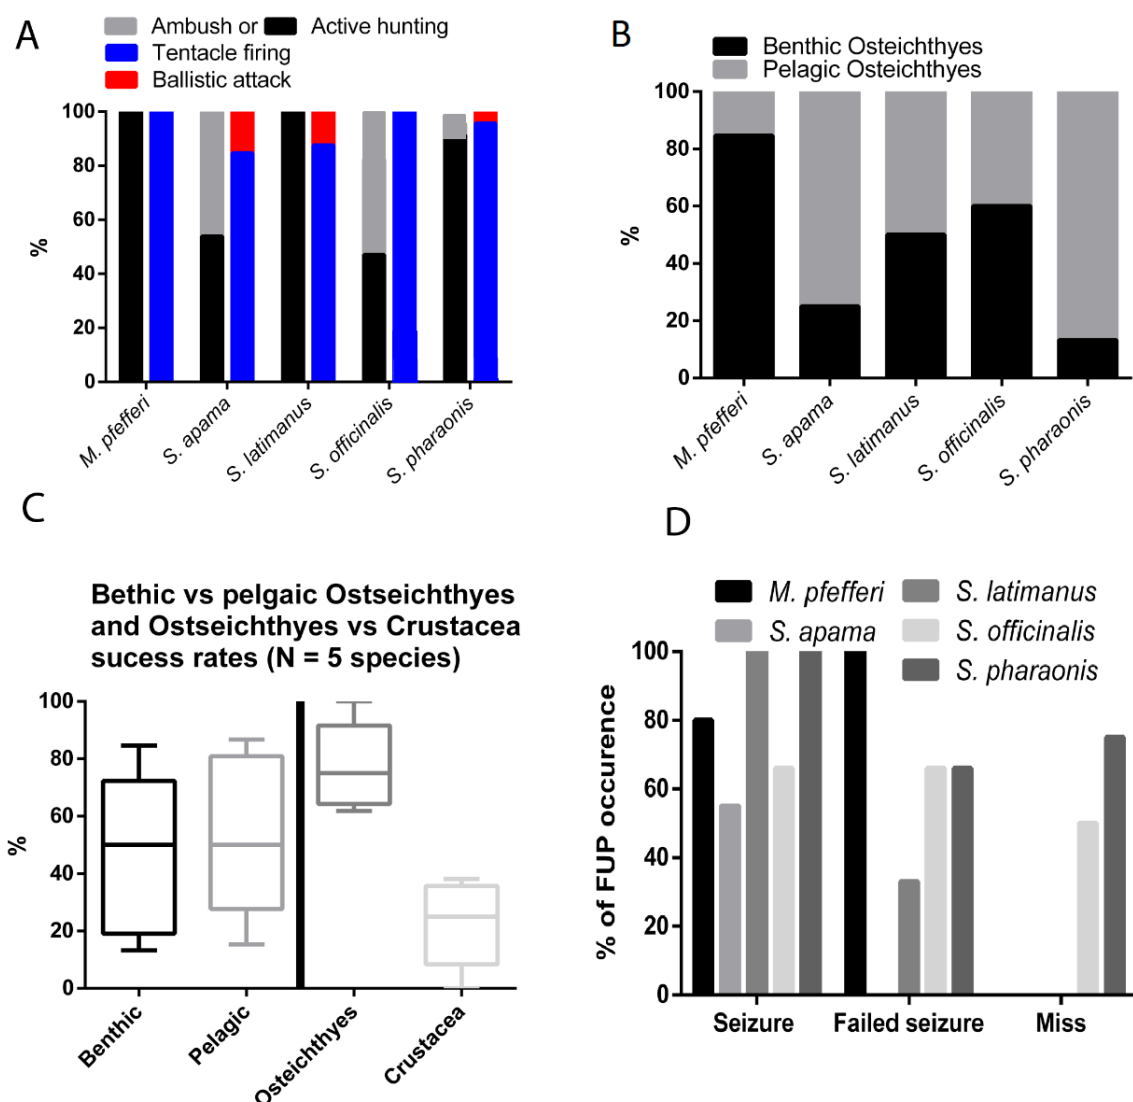 A
Ambush or Active hunting
Tentacle firing
Ballistic attack
100
80
60
40
20
0
%
M. pfefferi
S. apama
S. latimanus
S. officinalis
S. pharaonis
B
Benthic Osteichthyes
Pelagic Osteichthyes
100
80
60
40
20
0
%
M. pfefferi
S. apama
S. latimanus
S. officinalis
S. pharaonis
C
Bethic vs pelgaic Ostseichthyes
and Ostseichthyes vs Crustacea
sucess rates (N = 5 species)
100
80
60
40
20
0
%
Benthic
Pelagic
Osteichthyes
Crustacea
D
M. pfefferi
S. apama
S. latimanus
S. officinalis
S. pharaonis
100
80
60
40
20
0
% of FUP occurence
Seizure
Failed seizure
Miss